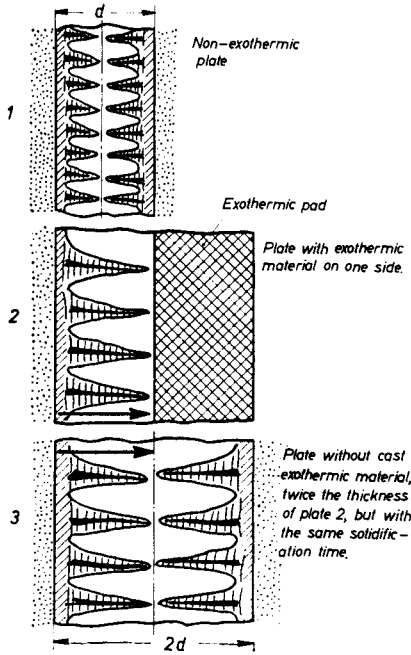 d
Non-exothermic
plate
1
Exothermic pad
Plate with exothermic
material on one side.
2
Plate without cast
exothermic material,
twice the thickness
of plate 2, but with
the same solidific-
ation time.
3
2d